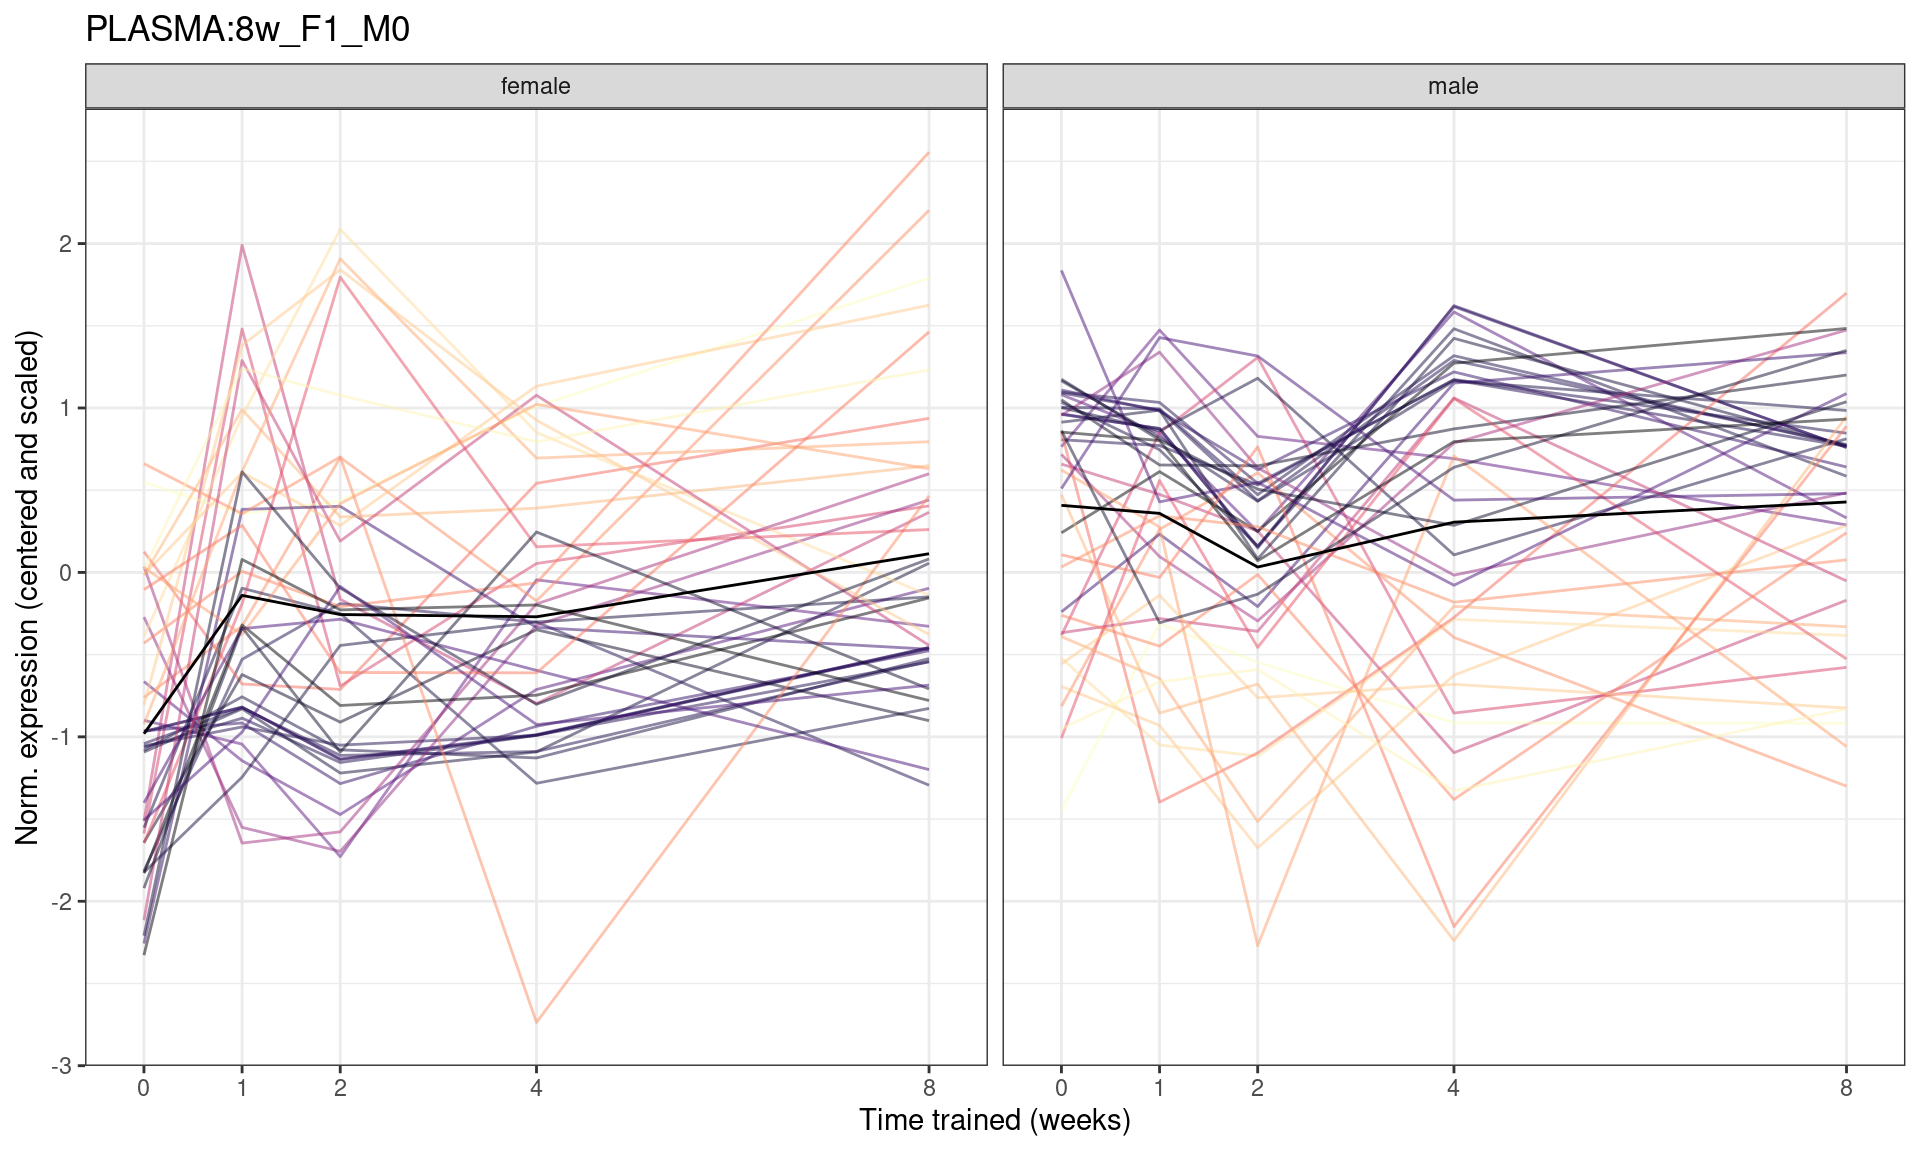 PLASMA:8w_F1_M0
female
male
Norm. expression (centered and scaled)
2
1
0
-1
-2
-3
0 1 2 4 8
0 1 2 4 8
Time trained (weeks)